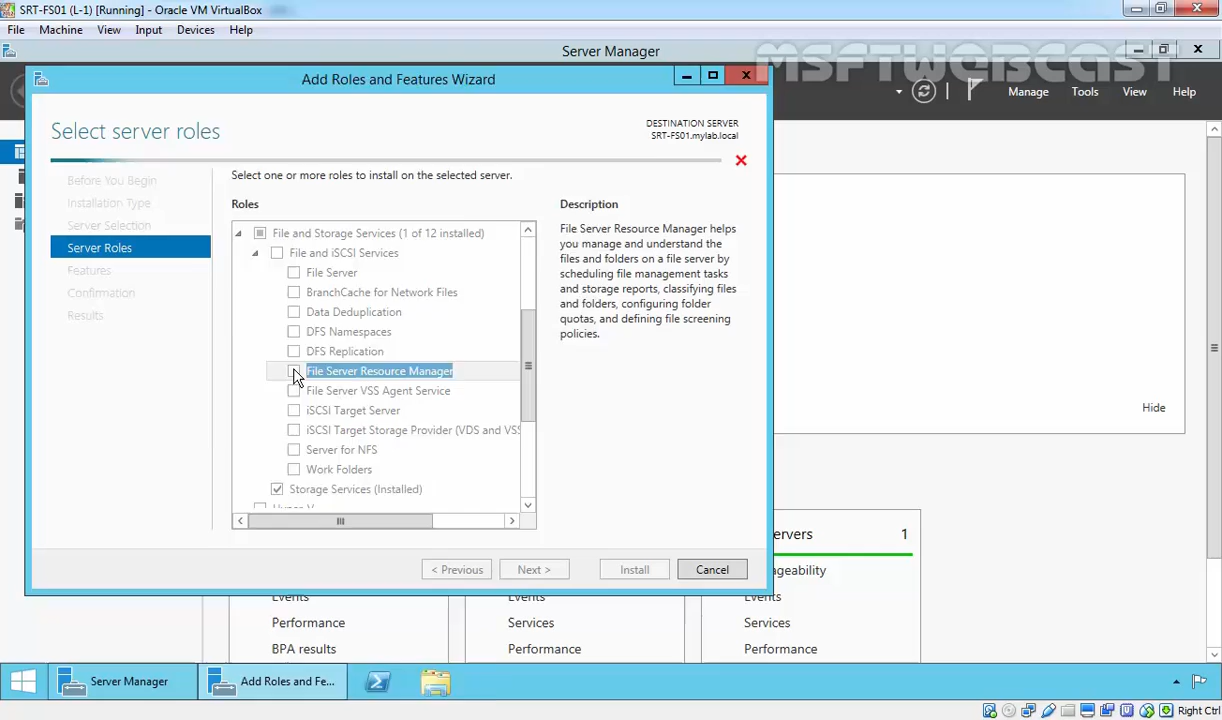 SRT-FS01 (L-1) [Running] - Oracle VM VirtualBox
File Machine View Input Devices Help
Server Manager
MSFTWEBCAST
Add Roles and Features Wizard
Manage Tools View Help
Select server roles
DESTINATION SERVER
SRT-FS01.mylab.local
Before You Begin
Installation Type
Server Selection
Server Roles
Features
Confirmation
Results
Select one or more roles to install on the selected server.
Roles
File and Storage Services (1 of 12 installed)
File and iSCSI Services
File Server
BranchCache for Network Files
Data Deduplication
DFS Namespaces
DFS Replication
File Server Resource Manager
File Server VSS Agent Service
iSCSI Target Server
iSCSI Target Storage Provider (VDS and VSS
Server for NFS
Work Folders
Storage Services (Installed)
Hyper-V
Description
File Server Resource Manager helps
you manage and understand the
files and folders on a file server by
scheduling file management tasks
and storage reports, classifying files
and folders, configuring folder
quotas, and defining file screening
policies.
Hide
< Previous
Next >
Install
Cancel
ervers 1
ageability
Events
Performance
BPA results
Events
Services
Performance
Events
Services
Performance
Server Manager
Add Roles and Fe...
Right Ctrl